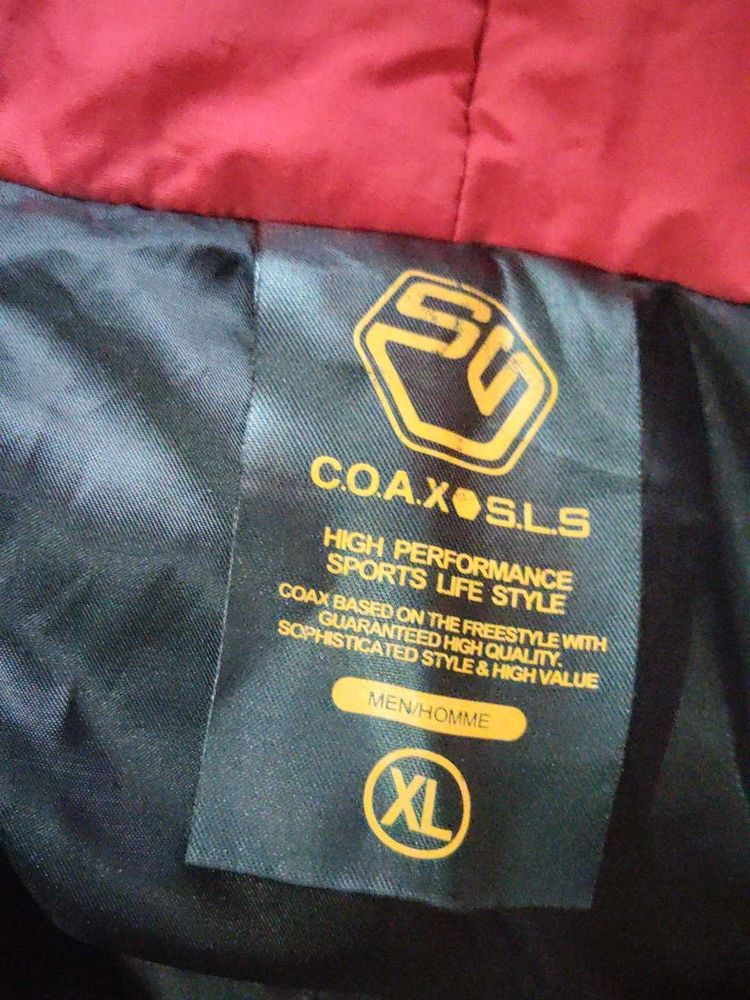 C.O.A.X S.L.S
HIGH PERFORMANCE
SPORTS LIFE STYLE
COAX BASED ON THE FREESTYLE WITH
GUARANTEED HIGH QUALITY.
SOPHISTICATED STYLE & HIGH VALUE
MEN/HOMME
XL